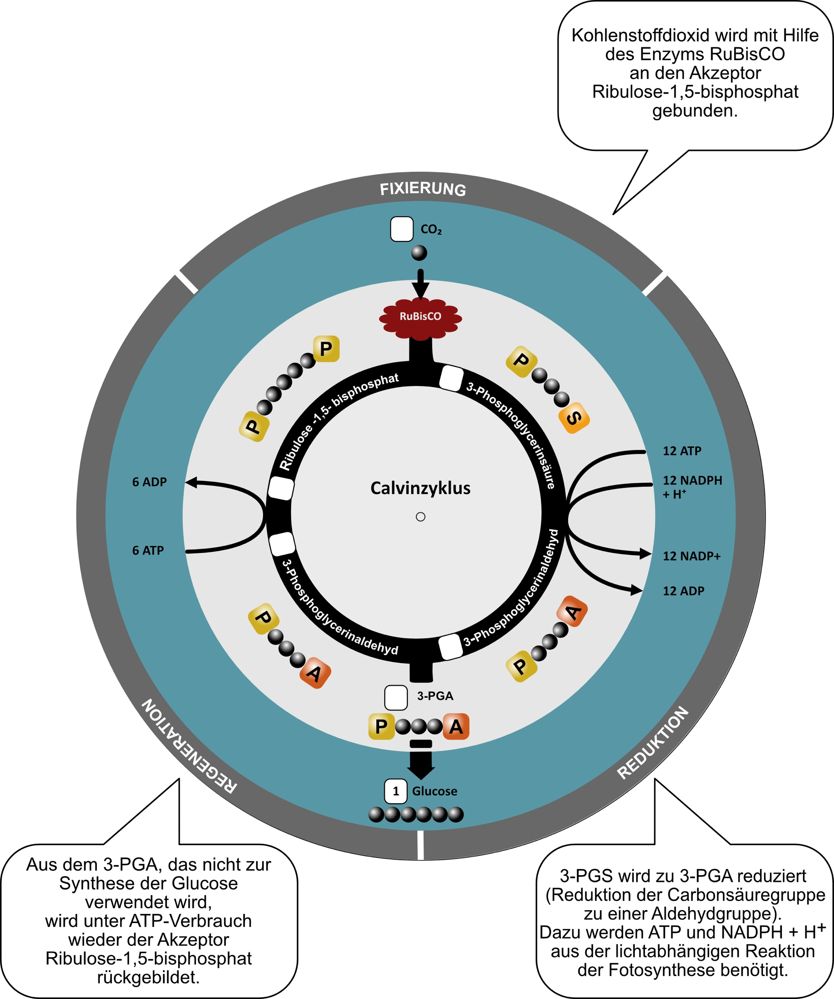 Kohlenstoffdioxid wird mit Hilfe
des Enzyms RuBisCO
an den Akzeptor
Ribulose-1,5-bisphosphat
gebunden.
FIXIERUNG
CO₂
RuBisCO
P
P
Ribulose -1,5- bisphosphat
3-Phosphoglycerinsäure
P
S
12 ATP
12 NADPH
+ H⁺
12 NADP+
12 ADP
6 ADP
6 ATP
Calvinzyklus
3-Phosphoglycerinaldehyd
3-Phosphoglycerinaldehyd
P
A
A
P
3-PGA
P
A
1 Glucose
REGENERATION
REDUKTION
Aus dem 3-PGA, das nicht zur
Synthese der Glucose
verwendet wird,
wird unter ATP-Verbrauch
wieder der Akzeptor
Ribulose-1,5-bisphosphat
rückgebildet.
3-PGS wird zu 3-PGA reduziert
(Reduktion der Carbonsäuregruppe
zu einer Aldehydgruppe).
Dazu werden ATP und NADPH + H⁺
aus der lichtabhängigen Reaktion
der Fotosynthese benötigt.